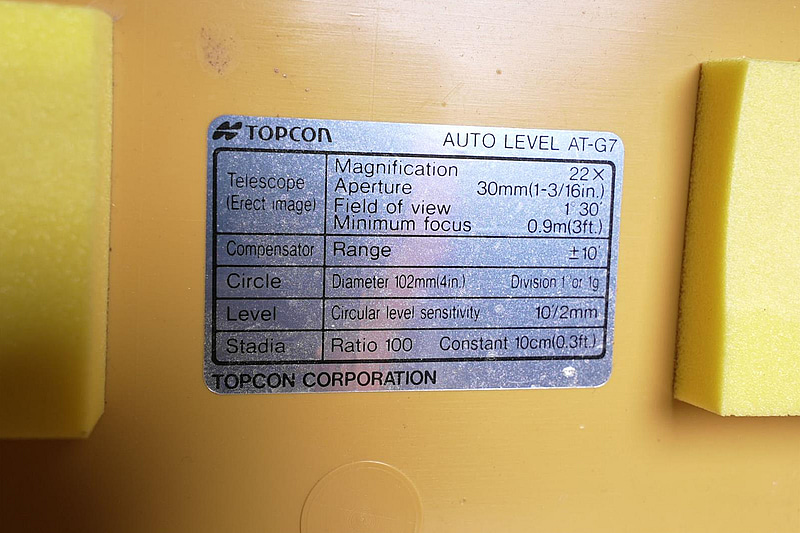 TOPCON AUTO LEVEL AT-G7
Telescope (Erect image)
Magnification 22×
Aperture 30mm(1-3/16in.)
Field of view 1°30'
Minimum focus 0.9m(3ft.)
Compensator Range ±10'
Circle Diameter 102mm(4in.) Division 1° or 1g
Level Circular level sensitivity 10'/2mm
Stadia Ratio 100 Constant 10cm(0.3ft.)
TOPCON CORPORATION